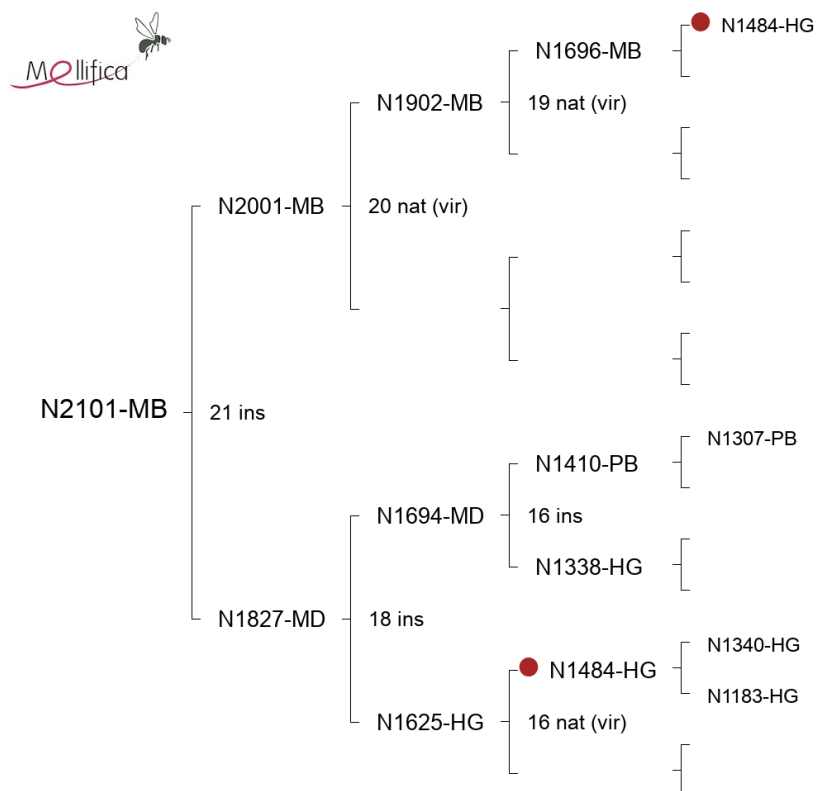 Mellifica
N1484-HG
N1696-MB
N1902-MB
19 nat (vir)
N2001-MB
20 nat (vir)
N2101-MB
21 ins
N1307-PB
N1410-PB
N1694-MD
16 ins
N1338-HG
N1827-MD
18 ins
N1340-HG
N1484-HG
N1183-HG
N1625-HG
16 nat (vir)